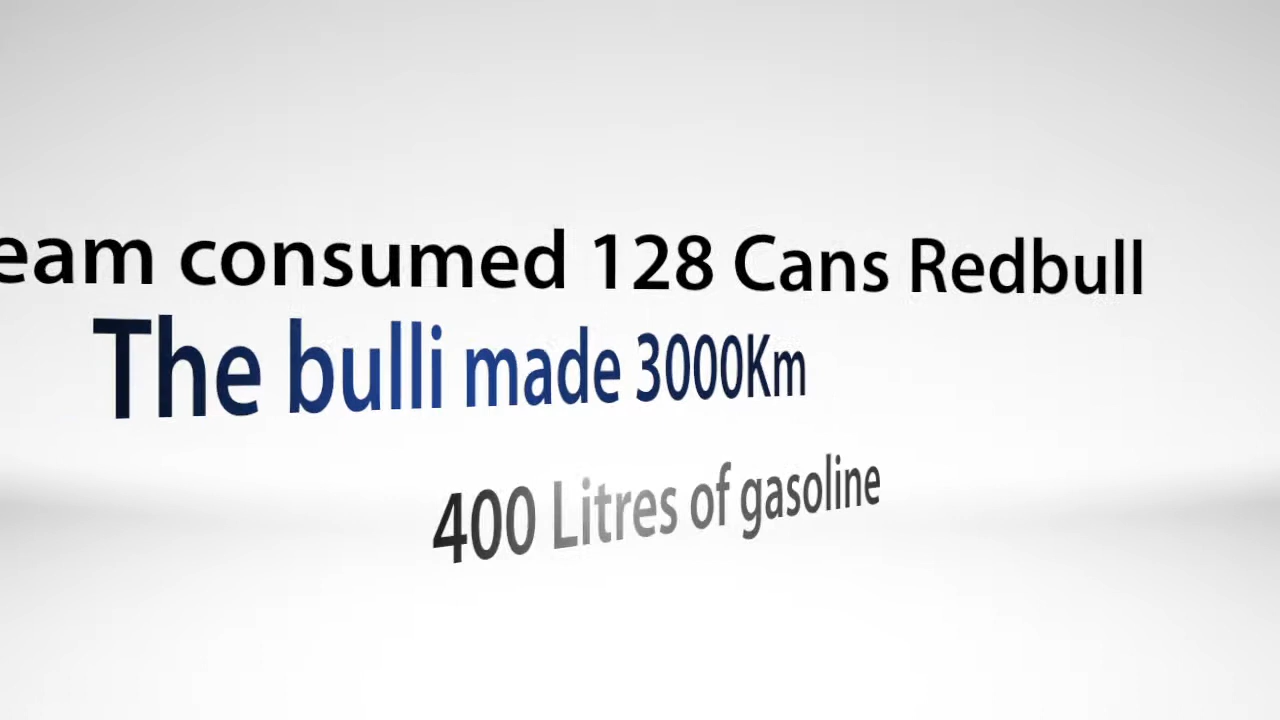 eam consumed 128 Cans Redbull
The bulli made 3000Km
400 Litres of gasoline